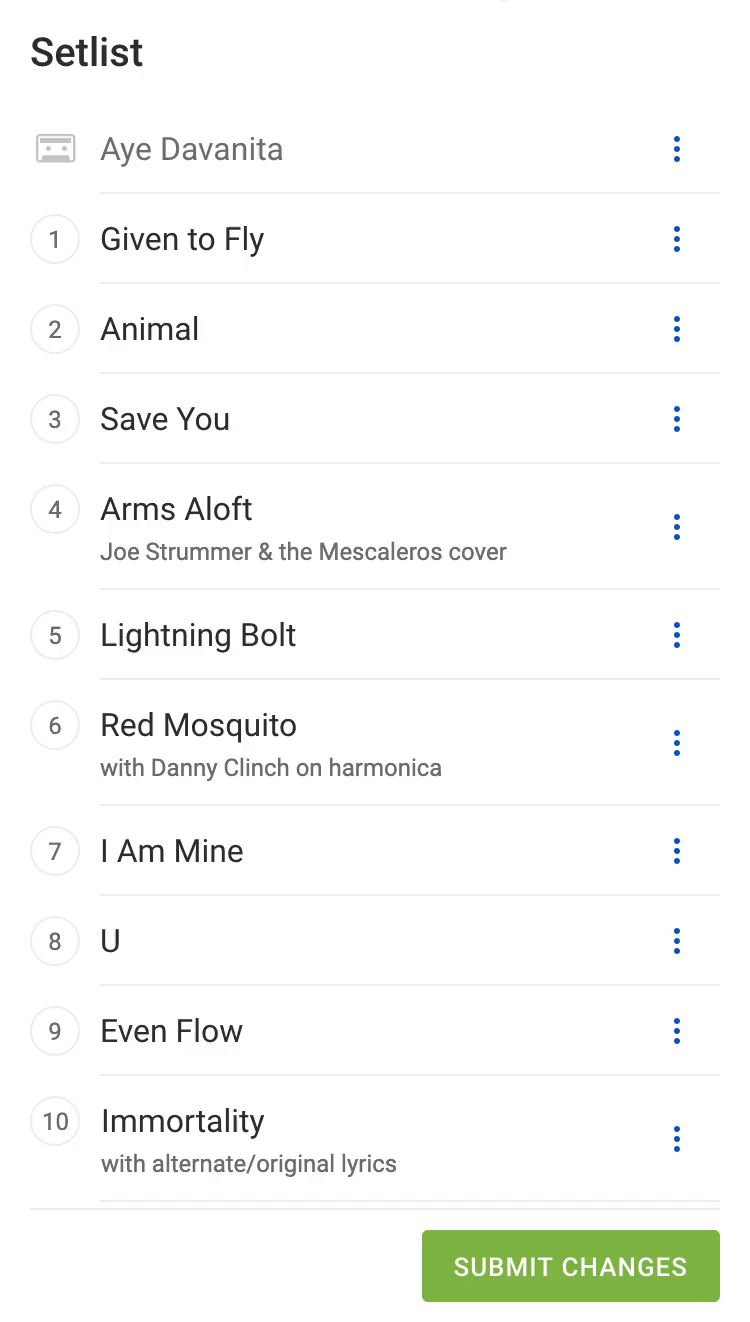 Setlist
Aye Davanita
1 Given to Fly
2 Animal
3 Save You
4 Arms Aloft
Joe Strummer & the Mescaleros cover
5 Lightning Bolt
6 Red Mosquito
with Danny Clinch on harmonica
7 I Am Mine
8 U
9 Even Flow
10 Immortality
with alternate/original lyrics
SUBMIT CHANGES